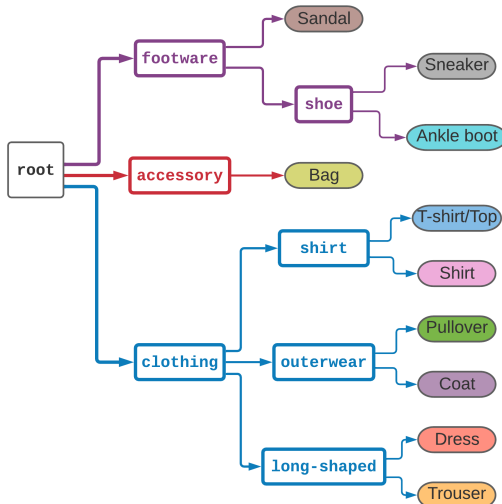 Sandal
footware
Sneaker
shoe
Ankle boot
root
accessory
Bag
T-shirt/Top
shirt
Shirt
Pullover
clothing
outerwear
Coat
Dress
long-shaped
Trouser